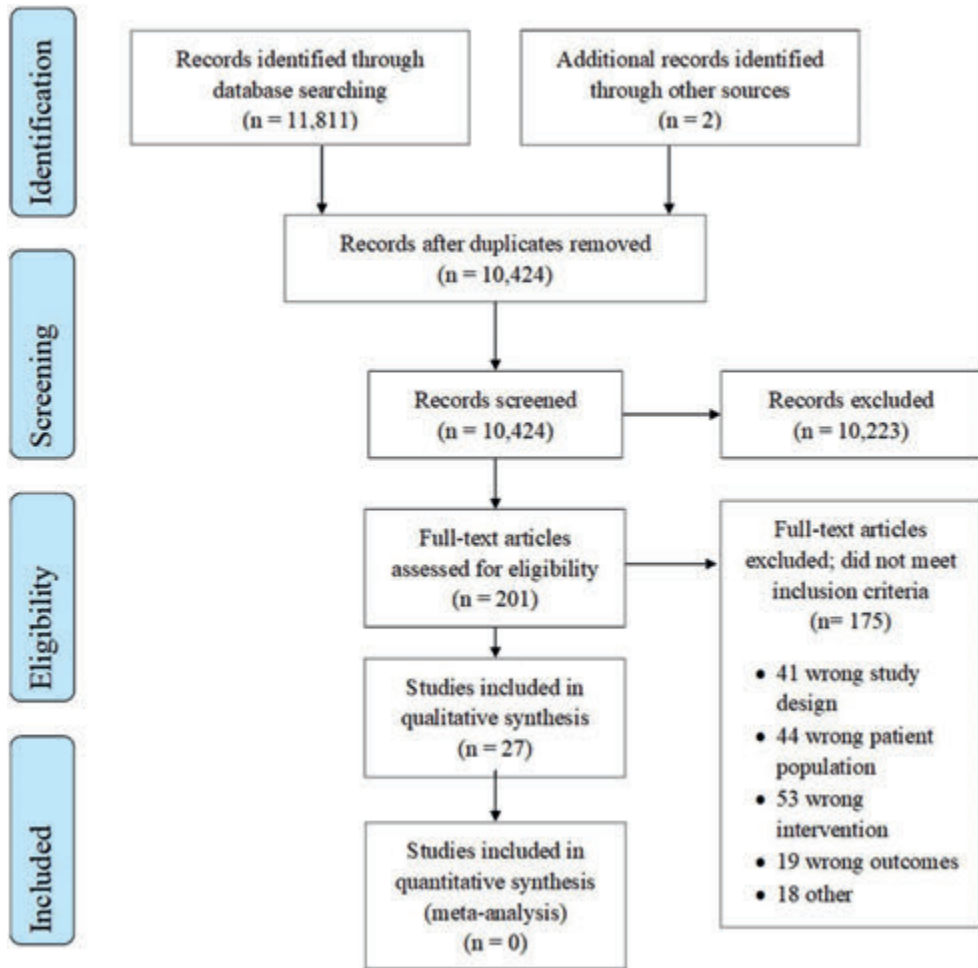 Identification
Records identified through
database searching
(n = 11,811)
Additional records identified
through other sources
(n = 2)
Records after duplicates removed
(n = 10,424)
Screening
Records screened
(n = 10,424)
Records excluded
(n = 10,223)
Eligibility
Full-text articles
assessed for eligibility
(n = 201)
Full-text articles
excluded; did not meet
inclusion criteria
(n= 175)
• 41 wrong study
design
• 44 wrong patient
population
• 53 wrong
intervention
• 19 wrong outcomes
• 18 other
Studies included in
qualitative synthesis
(n = 27)
Included
Studies included in
quantitative synthesis
(meta-analysis)
(n = 0)